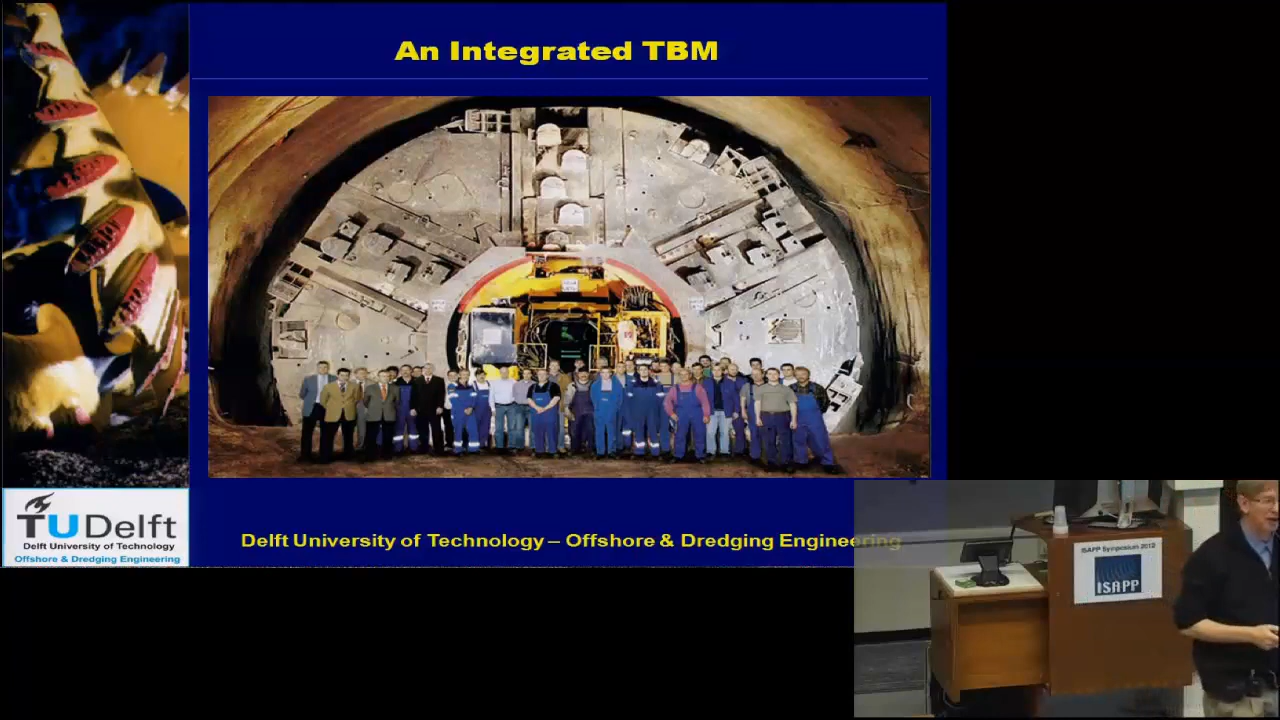 An Integrated TBM
TU Delft
Delft University of Technology
Offshore & Dredging Engineering
Delft University of Technology – Offshore & Dredging Engineering
ISAPP Symposium 2012
ISAPP